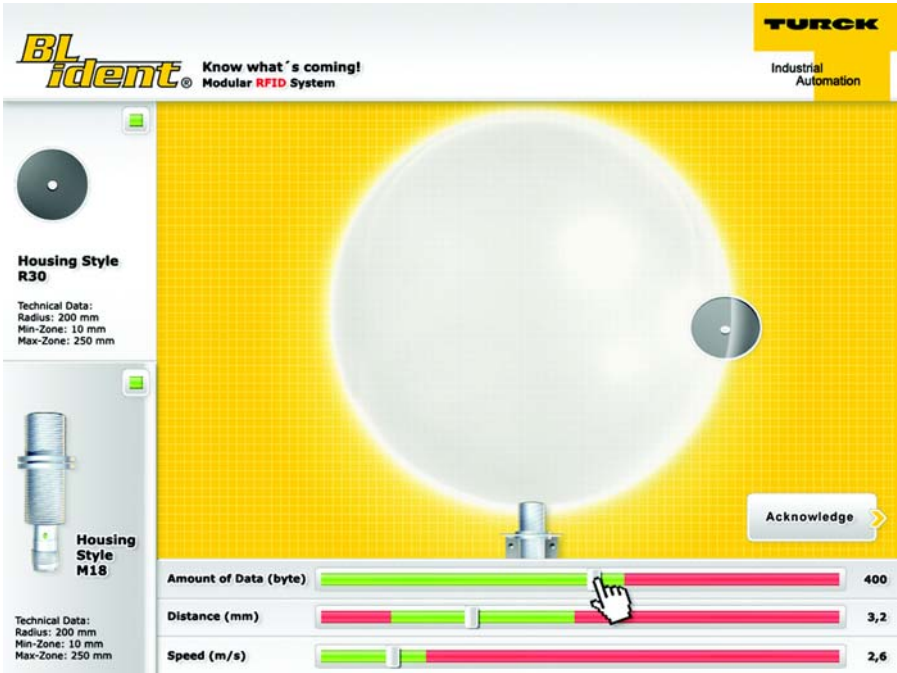 BL
ident®
Know what´s coming!
Modular RFID System
TURCK
Industrial
Automation
Housing Style
R30
Technical Data:
Radius: 200 mm
Min-Zone: 10 mm
Max-Zone: 250 mm
Housing
Style
M18
Technical Data:
Radius: 200 mm
Min-Zone: 10 mm
Max-Zone: 250 mm
Acknowledge
Amount of Data (byte) 400
Distance (mm) 3,2
Speed (m/s) 2,6